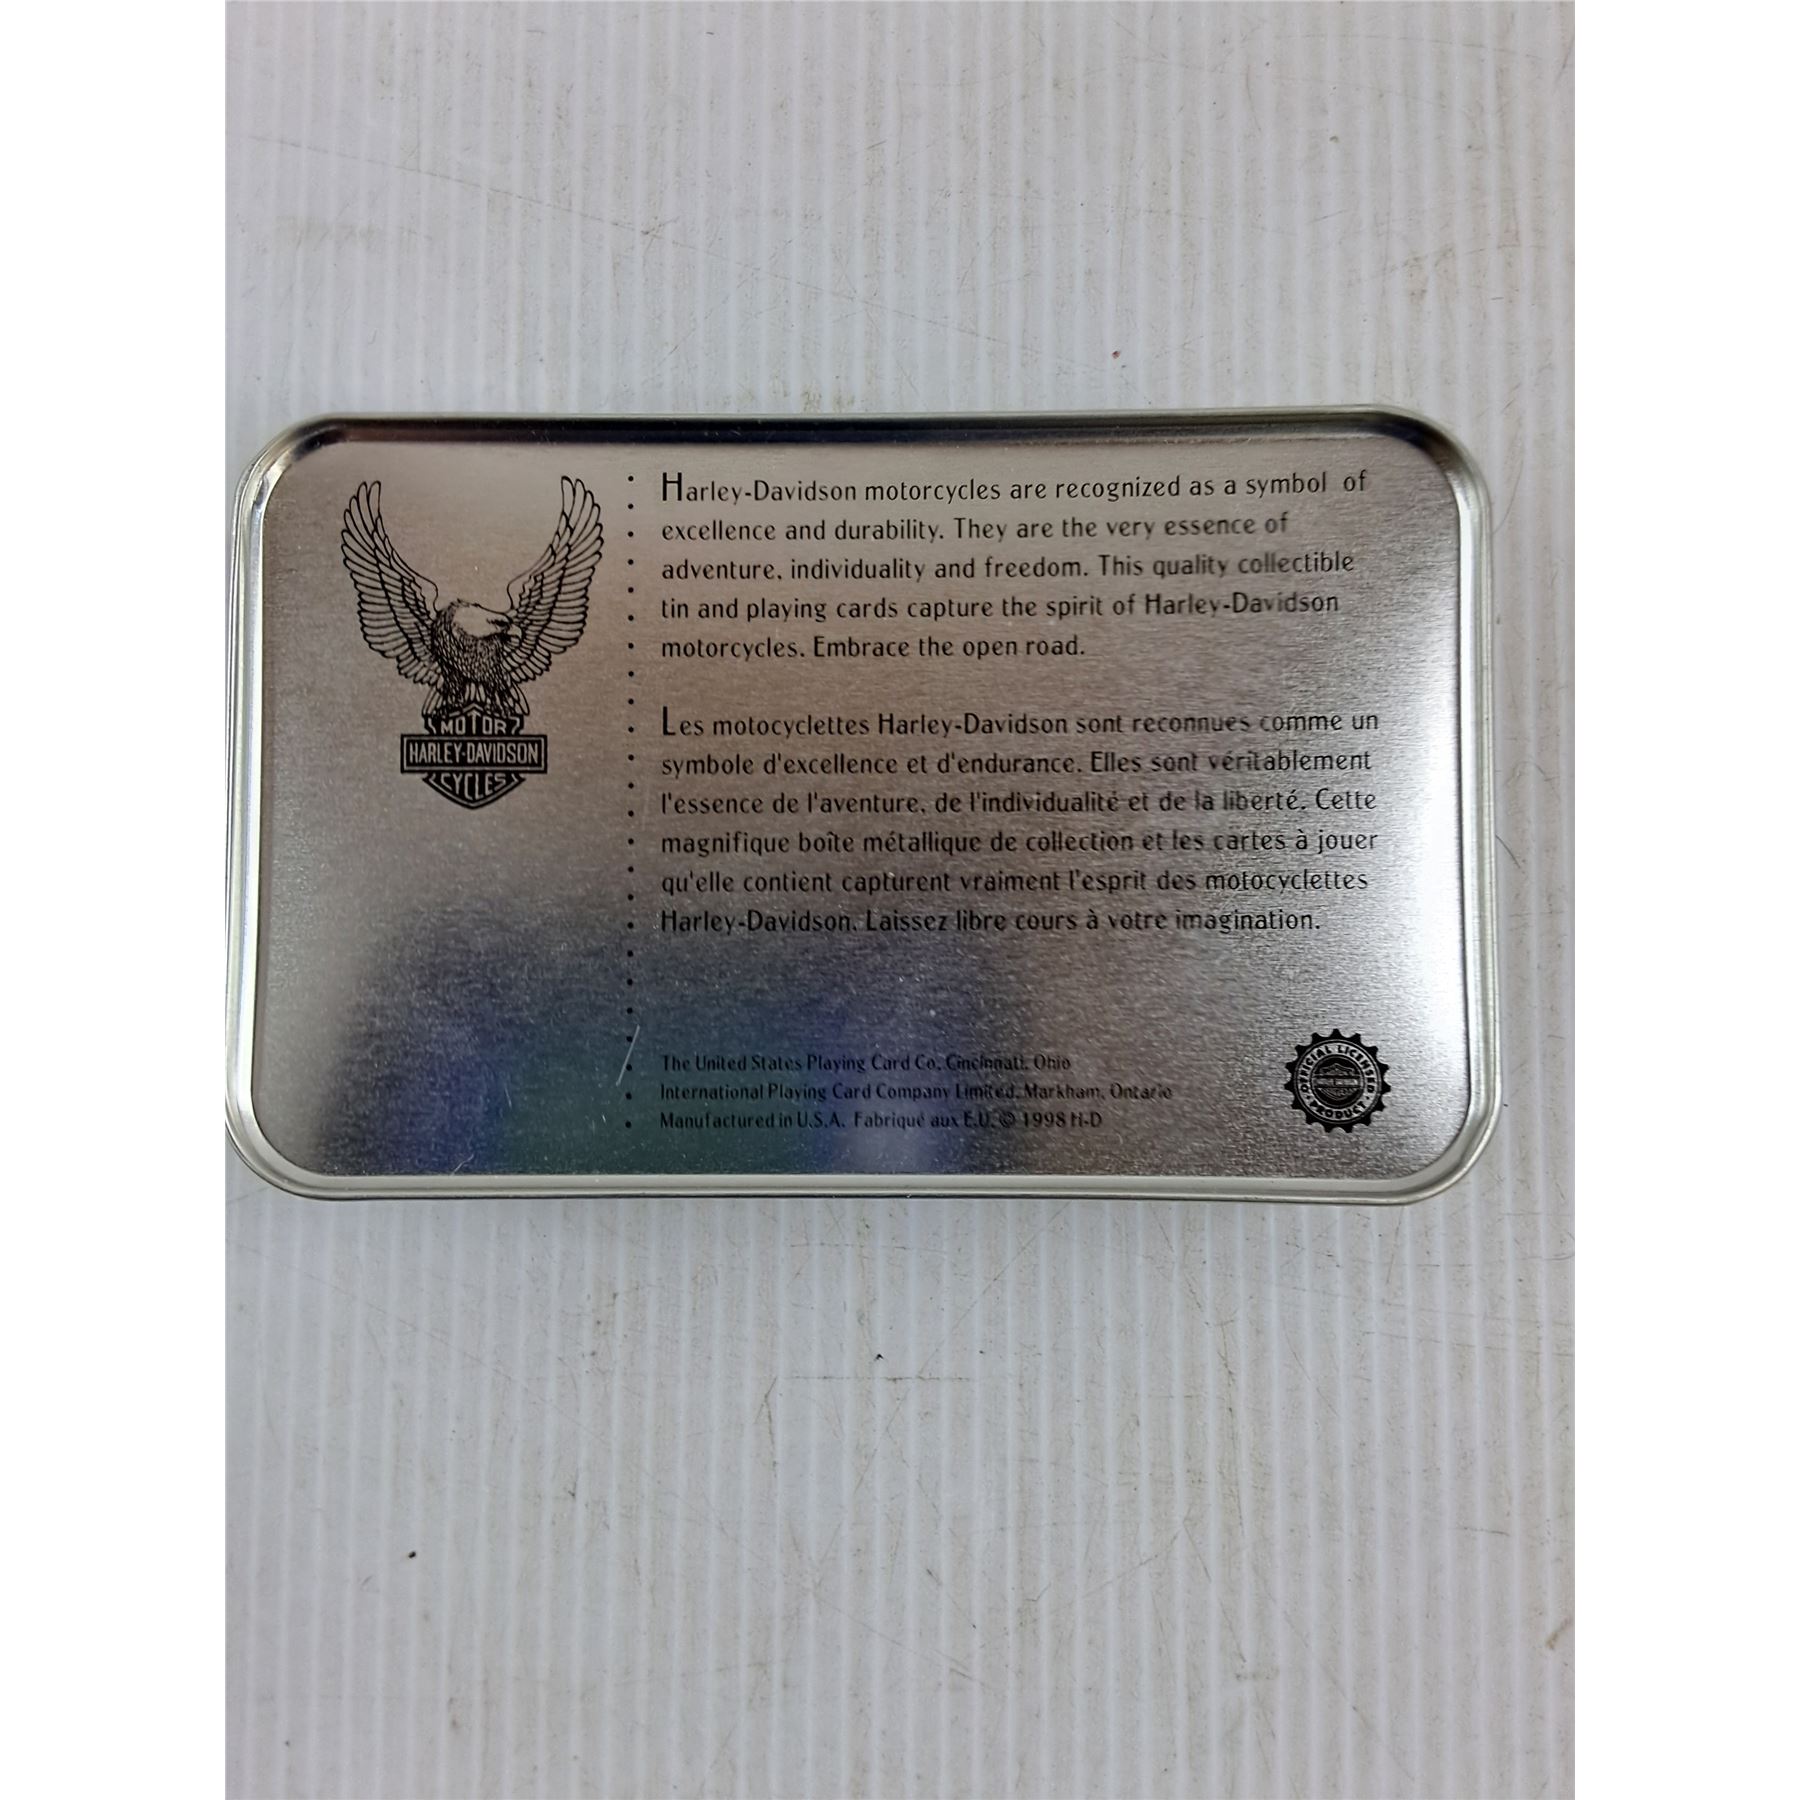 MOTOR
HARLEY-DAVIDSON
CYCLES
Harley-Davidson motorcycles are recognized as a symbol of
excellence and durability. They are the very essence of
adventure, individuality and freedom. This quality collectible
tin and playing cards capture the spirit of Harley-Davidson
motorcycles. Embrace the open road.
Les motocyclettes Harley-Davidson sont reconnues comme un
symbole d'excellence et d'endurance. Elles sont véritablement
l'essence de l'aventure, de l'individualité et de la liberté. Cette
magnifique boîte métallique de collection et les cartes à jouer
qu'elle contient capturent vraiment l'esprit des motocyclettes
Harley-Davidson. Laissez libre cours à votre imagination.
The United States Playing Card Co. Cincinnati, Ohio
International Playing Card Company Limited, Markham, Ontario
Manufactured in U.S.A. Fabriqué aux E.U. © 1998 H-D
OFFICIAL LICENSED
PRODUCT